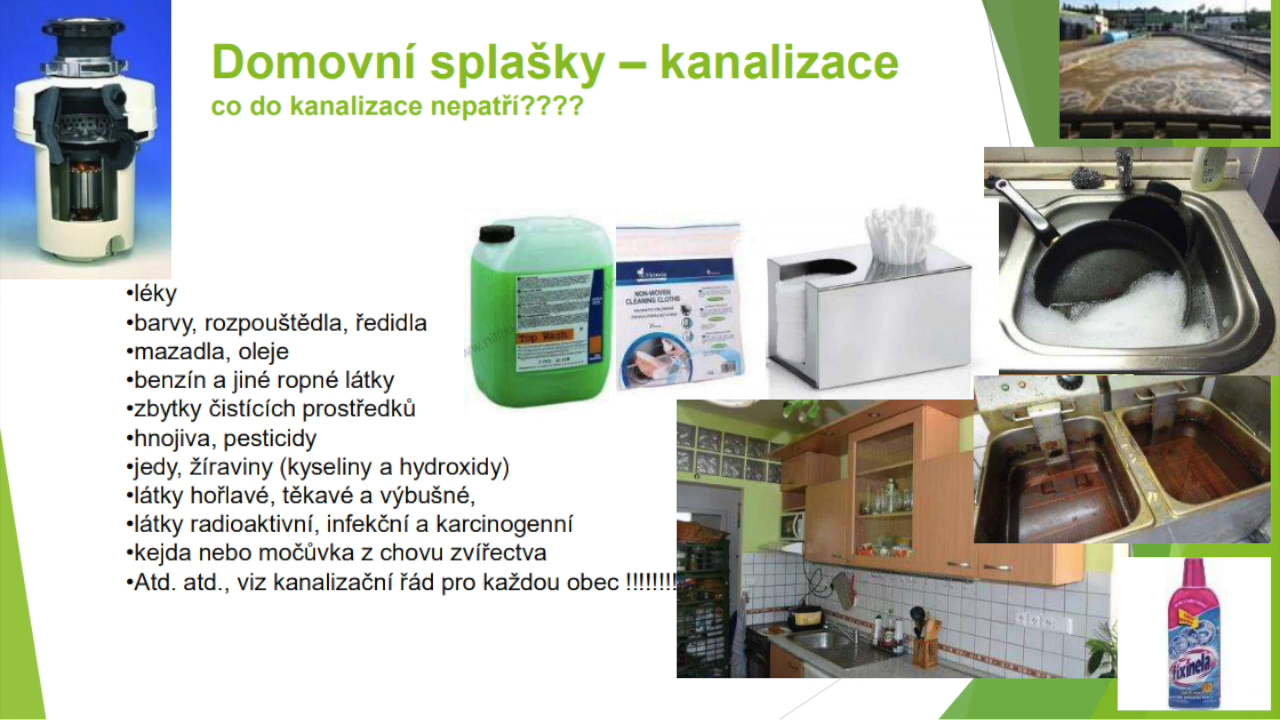 Domovní splašky – kanalizace
co do kanalizace nepatří????
•léky
•barvy, rozpouštědla, ředidla
•mazadla, oleje
•benzín a jiné ropné látky
•zbytky čistících prostředků
•hnojiva, pesticidy
•jedy, žíraviny (kyseliny a hydroxidy)
•látky hořlavé, těkavé a výbušné,
•látky radioaktivní, infekční a karcinogenní
•kejda nebo močůvka z chovu zvířectva
•Atd. atd., viz kanalizační řád pro každou obec !!!!!!!!
Top Wash
NON-WOVEN
CLEANING CLOTHS
fixinela